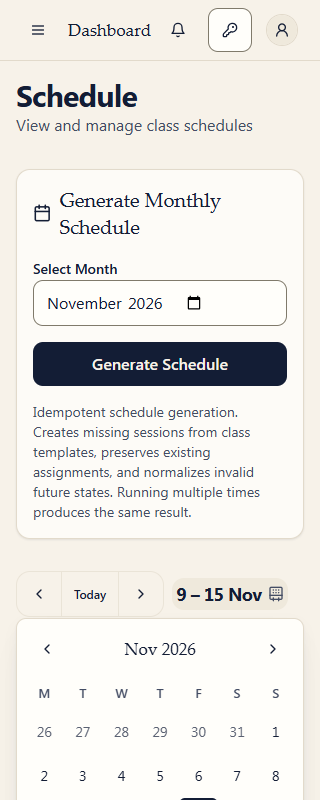 Dashboard
Schedule
View and manage class schedules
Generate Monthly
Schedule
Select Month
November 2026
Generate Schedule
Idempotent schedule generation.
Creates missing sessions from class
templates, preserves existing
assignments, and normalizes invalid
future states. Running multiple times
produces the same result.
Today
9 – 15 Nov
Nov 2026
M T W T F S S
26 27 28 29 30 31 1
2 3 4 5 6 7 8